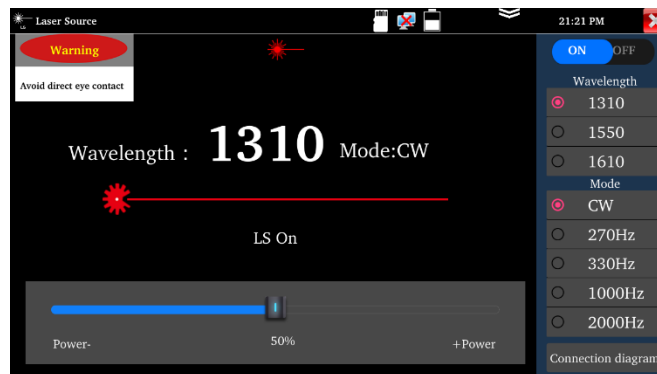 LS
Laser Source
21:21 PM
Warning
Avoid direct eye contact
Wavelength : 1310 Mode:CW
LS On
Power-
50%
+Power
ON OFF
Wavelength
1310
1550
1610
Mode
CW
270Hz
330Hz
1000Hz
2000Hz
Connection diagram